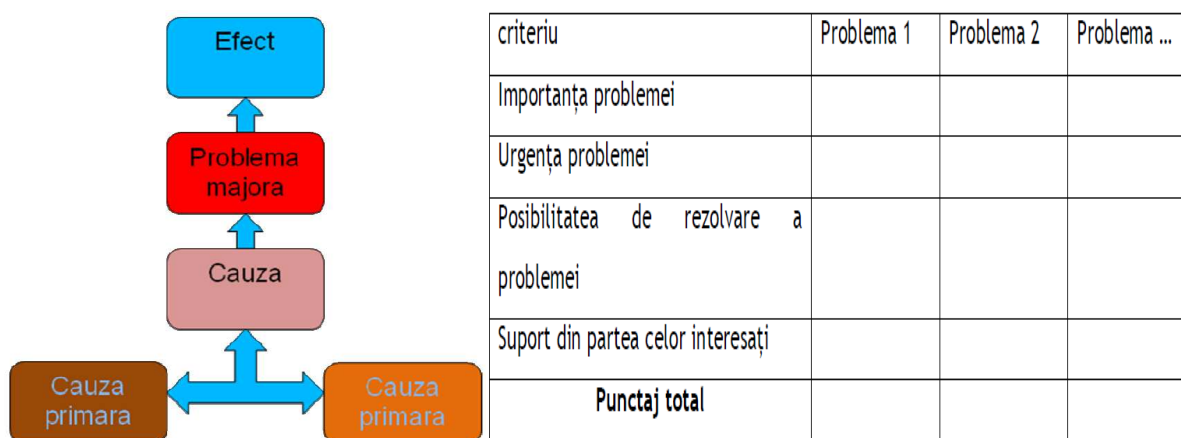 Efect
Problema
majora
Cauza
Cauza
primara
Cauza
primara
criteriu Problema 1 Problema 2 Problema ...
Importanța problemei
Urgența problemei
Posibilitatea de rezolvare a
problemei
Suport din partea celor interesați
Punctaj total